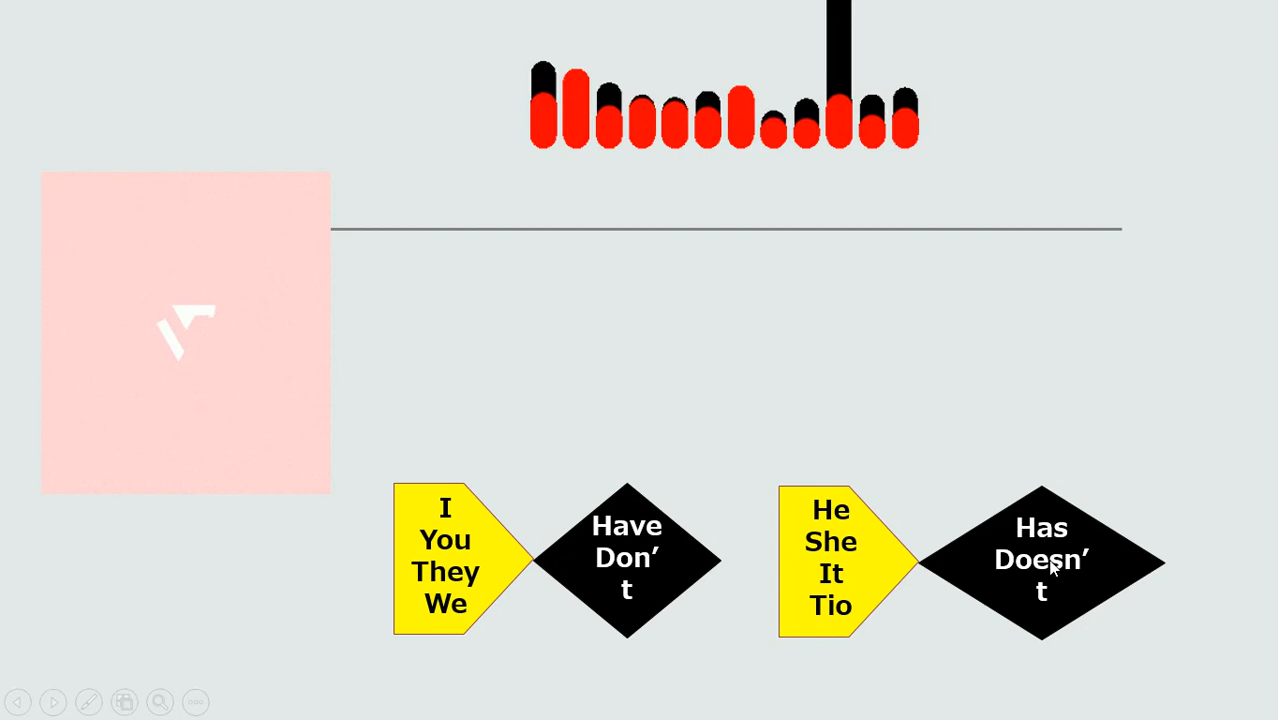 I
You
They
We
Have
Don’
t
He
She
It
Tio
Has
Doesn’
t